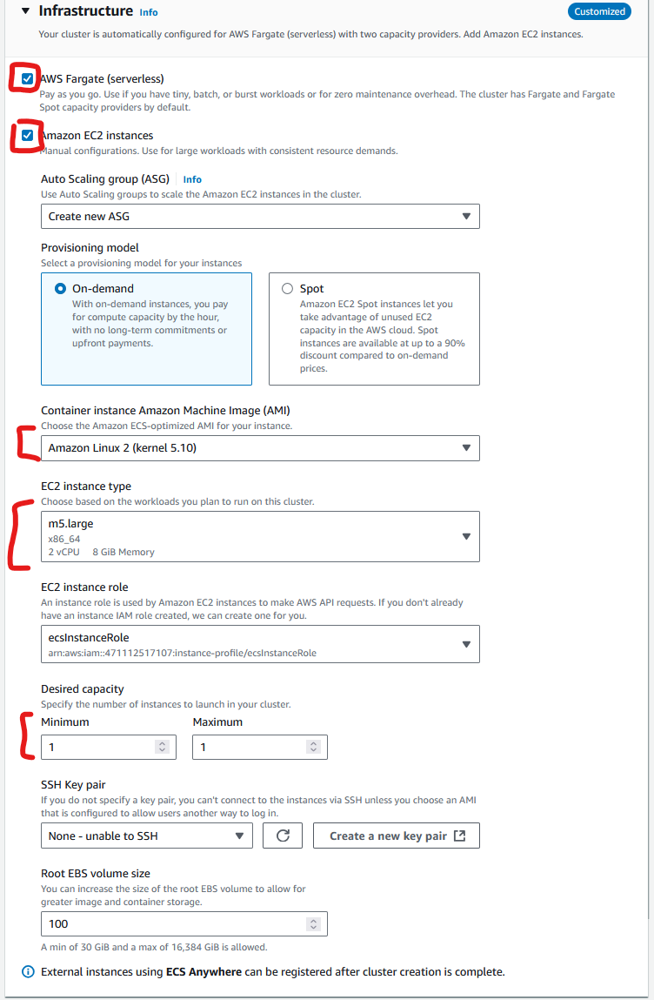 Infrastructure Info
Customized
Your cluster is automatically configured for AWS Fargate (serverless) with two capacity providers. Add Amazon EC2 instances.
AWS Fargate (serverless)
Pay as you go. Use if you have tiny, batch, or burst workloads or for zero maintenance overhead. The cluster has Fargate and Fargate
Spot capacity providers by default.
Amazon EC2 instances
Manual configurations. Use for large workloads with consistent resource demands.
Auto Scaling group (ASG) Info
Use Auto Scaling groups to scale the Amazon EC2 instances in the cluster.
Create new ASG
Provisioning model
Select a provisioning model for your instances
On-demand
With on-demand instances, you pay
for compute capacity by the hour,
with no long-term commitments or
upfront payments.
Spot
Amazon EC2 Spot instances let you
take advantage of unused EC2
capacity in the AWS cloud. Spot
instances are available at up to a 90%
discount compared to on-demand
prices.
Container instance Amazon Machine Image (AMI)
Choose the Amazon ECS-optimized AMI for your instance.
Amazon Linux 2 (kernel 5.10)
EC2 instance type
Choose based on the workloads you plan to run on this cluster.
m5.large
x86_64
2 vCPU 8 GiB Memory
EC2 instance role
An instance role is used by Amazon EC2 instances to make AWS API requests. If you don't already
have an instance IAM role created, we can create one for you.
ecsInstanceRole
arn:aws:iam::471112517107:instance-profile/ecsInstanceRole
Desired capacity
Specify the number of instances to launch in your cluster.
Minimum Maximum
1 1
SSH Key pair
If you do not specify a key pair, you can't connect to the instances via SSH unless you choose an AMI
that is configured to allow users another way to log in.
None - unable to SSH
Create a new key pair
Root EBS volume size
You can increase the size of the root EBS volume to allow for
greater image and container storage.
100
A min of 30 GiB and a max of 16,384 GiB is allowed.
External instances using ECS Anywhere can be registered after cluster creation is complete.